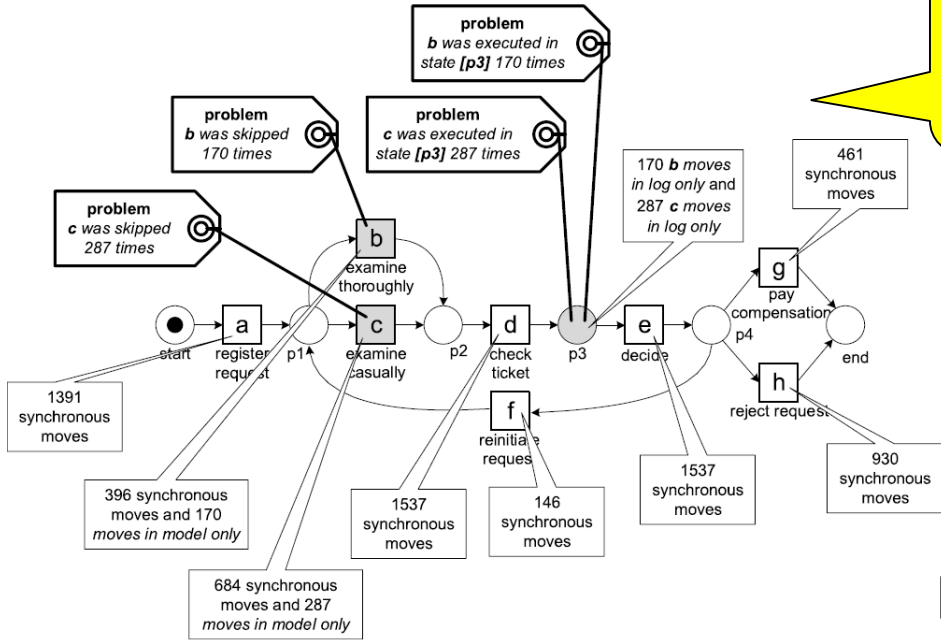 problem
b was executed in
state [p3] 170 times
problem
b was skipped
170 times
problem
c was executed in
state [p3] 287 times
170 b moves
in log only and
287 c moves
in log only
461
synchronous
moves
problem
c was skipped
287 times
b
examine
thoroughly
g
pay
compensation
start
a
register
request
p1
c
examine
casually
p2
d
check
ticket
p3
e
decide
p4
end
f
reinitiate
reques
h
reject request
1391
synchronous
moves
396 synchronous
moves and 170
moves in model only
684 synchronous
moves and 287
moves in model only
1537
synchronous
moves
146
synchronous
moves
1537
synchronous
moves
930
synchronous
moves